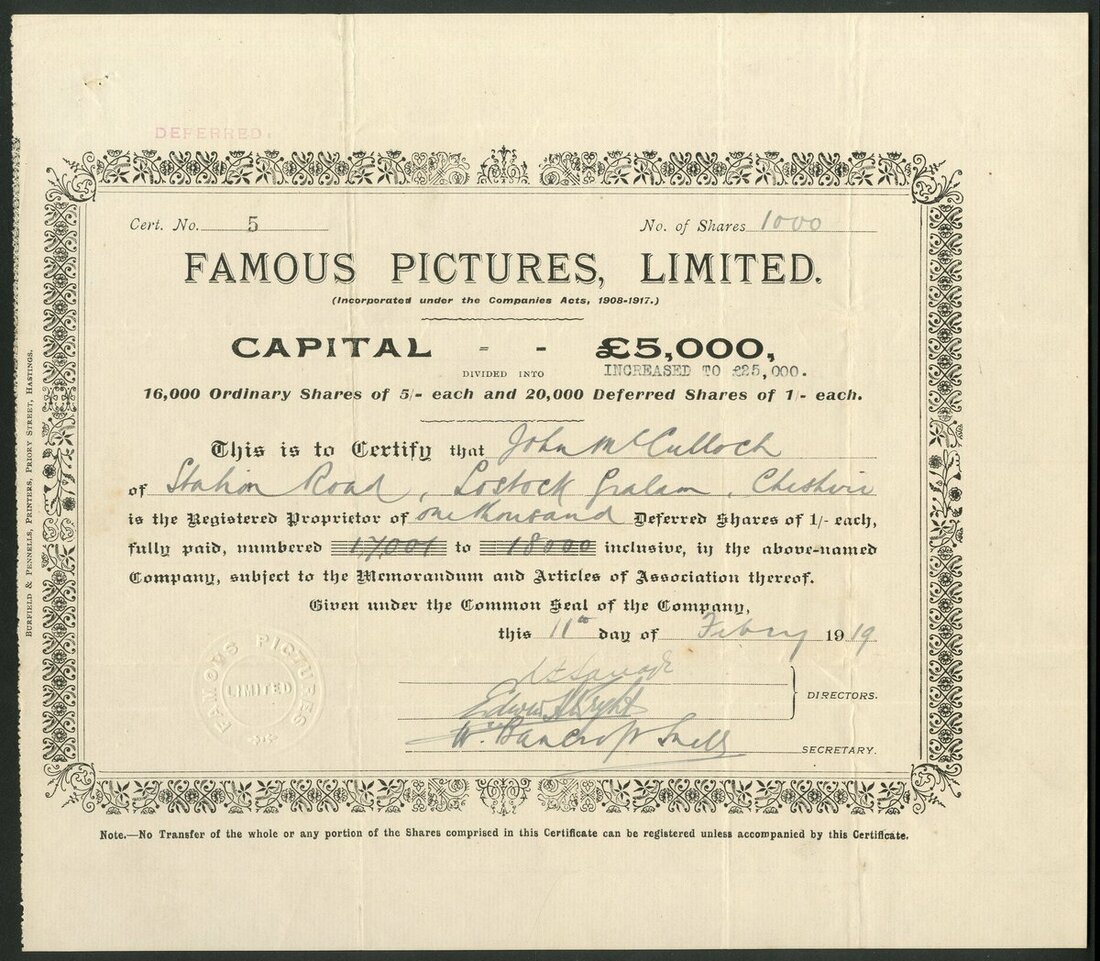 DEFERRED.
Cert. No. 5 No. of Shares 1000
FAMOUS PICTURES, LIMITED.
(Incorporated under the Companies Acts, 1908-1917.)
CAPITAL - - £5,000,
DIVIDED INTO INCREASED TO £25,000.
16,000 Ordinary Shares of 5/- each and 20,000 Deferred Shares of 1/- each.
This is to Certify that John McCulloch
of Station Road, Lostock Gralam, Cheshire
is the Registered Proprietor of one thousand Deferred Shares of 1/- each,
fully paid, numbered 17001 to 18000 inclusive, in the above-named
Company, subject to the Memorandum and Articles of Association thereof.
Given under the Common Seal of the Company,
this 11th day of Febry 1919
FAMOUS PICTURES
LIMITED
DIRECTORS.
W. Bancroft
SECRETARY.
Note.—No Transfer of the whole or any portion of the Shares comprised in this Certificate can be registered unless accompanied by this Certificate.
BURFIELD & PENNELLS, PRINTERS, PRIORY STREET, HASTINGS.